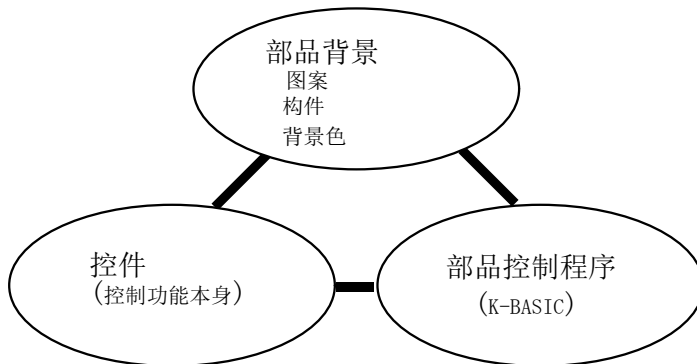 部品背景
图案
构件
背景色
控件
(控制功能本身)
部品控制程序
(K-BASIC)